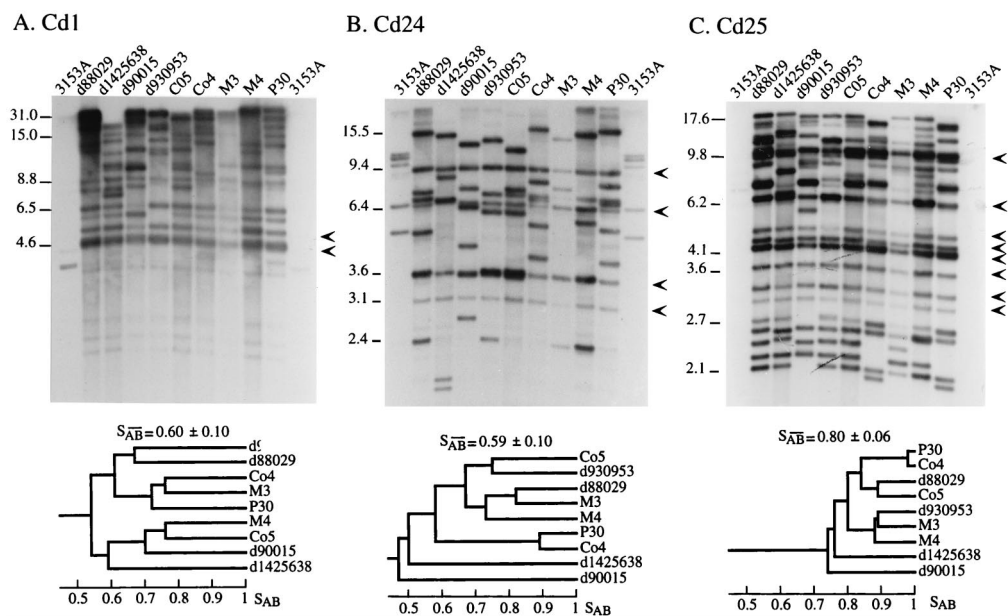 A. Cd1
3153A d88029 d1425638 d90015 d930953 C05 Co4 M3 M4 P30 3153A
31.0
15.0
8.8
6.5
4.6
S_AB = 0.60 ± 0.10
d88029
Co4
M3
P30
M4
Co5
d90015
d1425638
0.5 0.6 0.7 0.8 0.9 1 S_AB
B. Cd24
3153A d88029 d1425638 d90015 d930953 C05 Co4 M3 M4 P30 3153A
15.5
9.4
6.4
3.6
3.1
2.4
S_AB = 0.59 ± 0.10
Co5
d930953
d88029
M3
M4
P30
Co4
d1425638
d90015
0.5 0.6 0.7 0.8 0.9 1 S_AB
C. Cd25
3153A d88029 d1425638 d90015 d930953 C05 Co4 M3 M4 P30 3153A
17.6
9.8
6.2
4.1
3.6
2.7
2.1
S_AB = 0.80 ± 0.06
P30
Co4
d88029
Co5
d930953
M3
M4
d1425638
d90015
0.5 0.6 0.7 0.8 0.9 1 S_AB